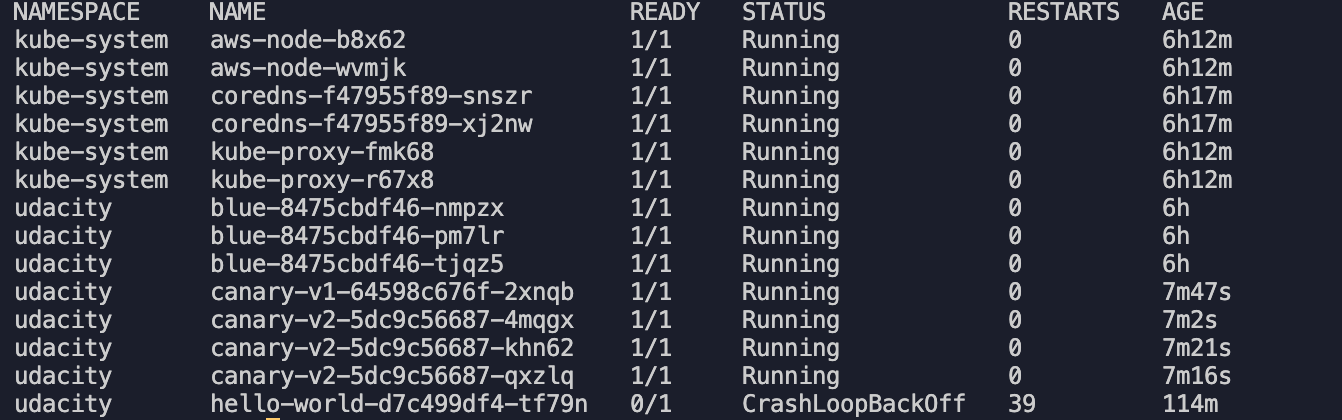 NAMESPACE NAME READY STATUS RESTARTS AGE
kube-system aws-node-b8x62 1/1 Running 0 6h12m
kube-system aws-node-wvmjk 1/1 Running 0 6h12m
kube-system coredns-f47955f89-snszr 1/1 Running 0 6h17m
kube-system coredns-f47955f89-xj2nw 1/1 Running 0 6h17m
kube-system kube-proxy-fmk68 1/1 Running 0 6h12m
kube-system kube-proxy-r67x8 1/1 Running 0 6h12m
udacity blue-8475cbdf46-nmpzx 1/1 Running 0 6h
udacity blue-8475cbdf46-pm7lr 1/1 Running 0 6h
udacity blue-8475cbdf46-tjqz5 1/1 Running 0 6h
udacity canary-v1-64598c676f-2xnqb 1/1 Running 0 7m47s
udacity canary-v2-5dc9c56687-4mqgx 1/1 Running 0 7m2s
udacity canary-v2-5dc9c56687-khn62 1/1 Running 0 7m21s
udacity canary-v2-5dc9c56687-qxzlq 1/1 Running 0 7m16s
udacity hello-world-d7c499df4-tf79n 0/1 CrashLoopBackOff 39 114m